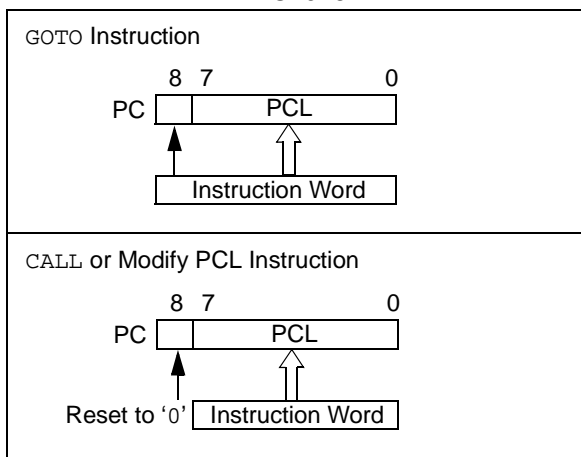 GOTO Instruction
8 7 0
PC PCL
Instruction Word
CALL or Modify PCL Instruction
8 7 0
PC PCL
Reset to ‘0’ Instruction Word